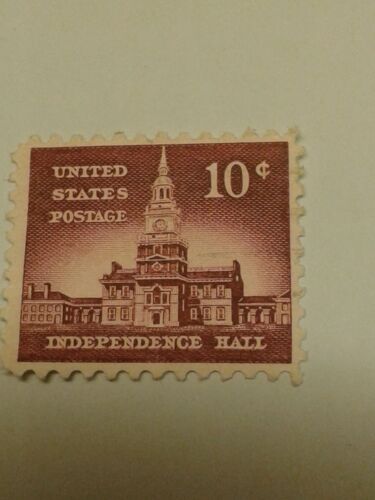 UNITED
STATES
POSTAGE
10¢
INDEPENDENCE HALL